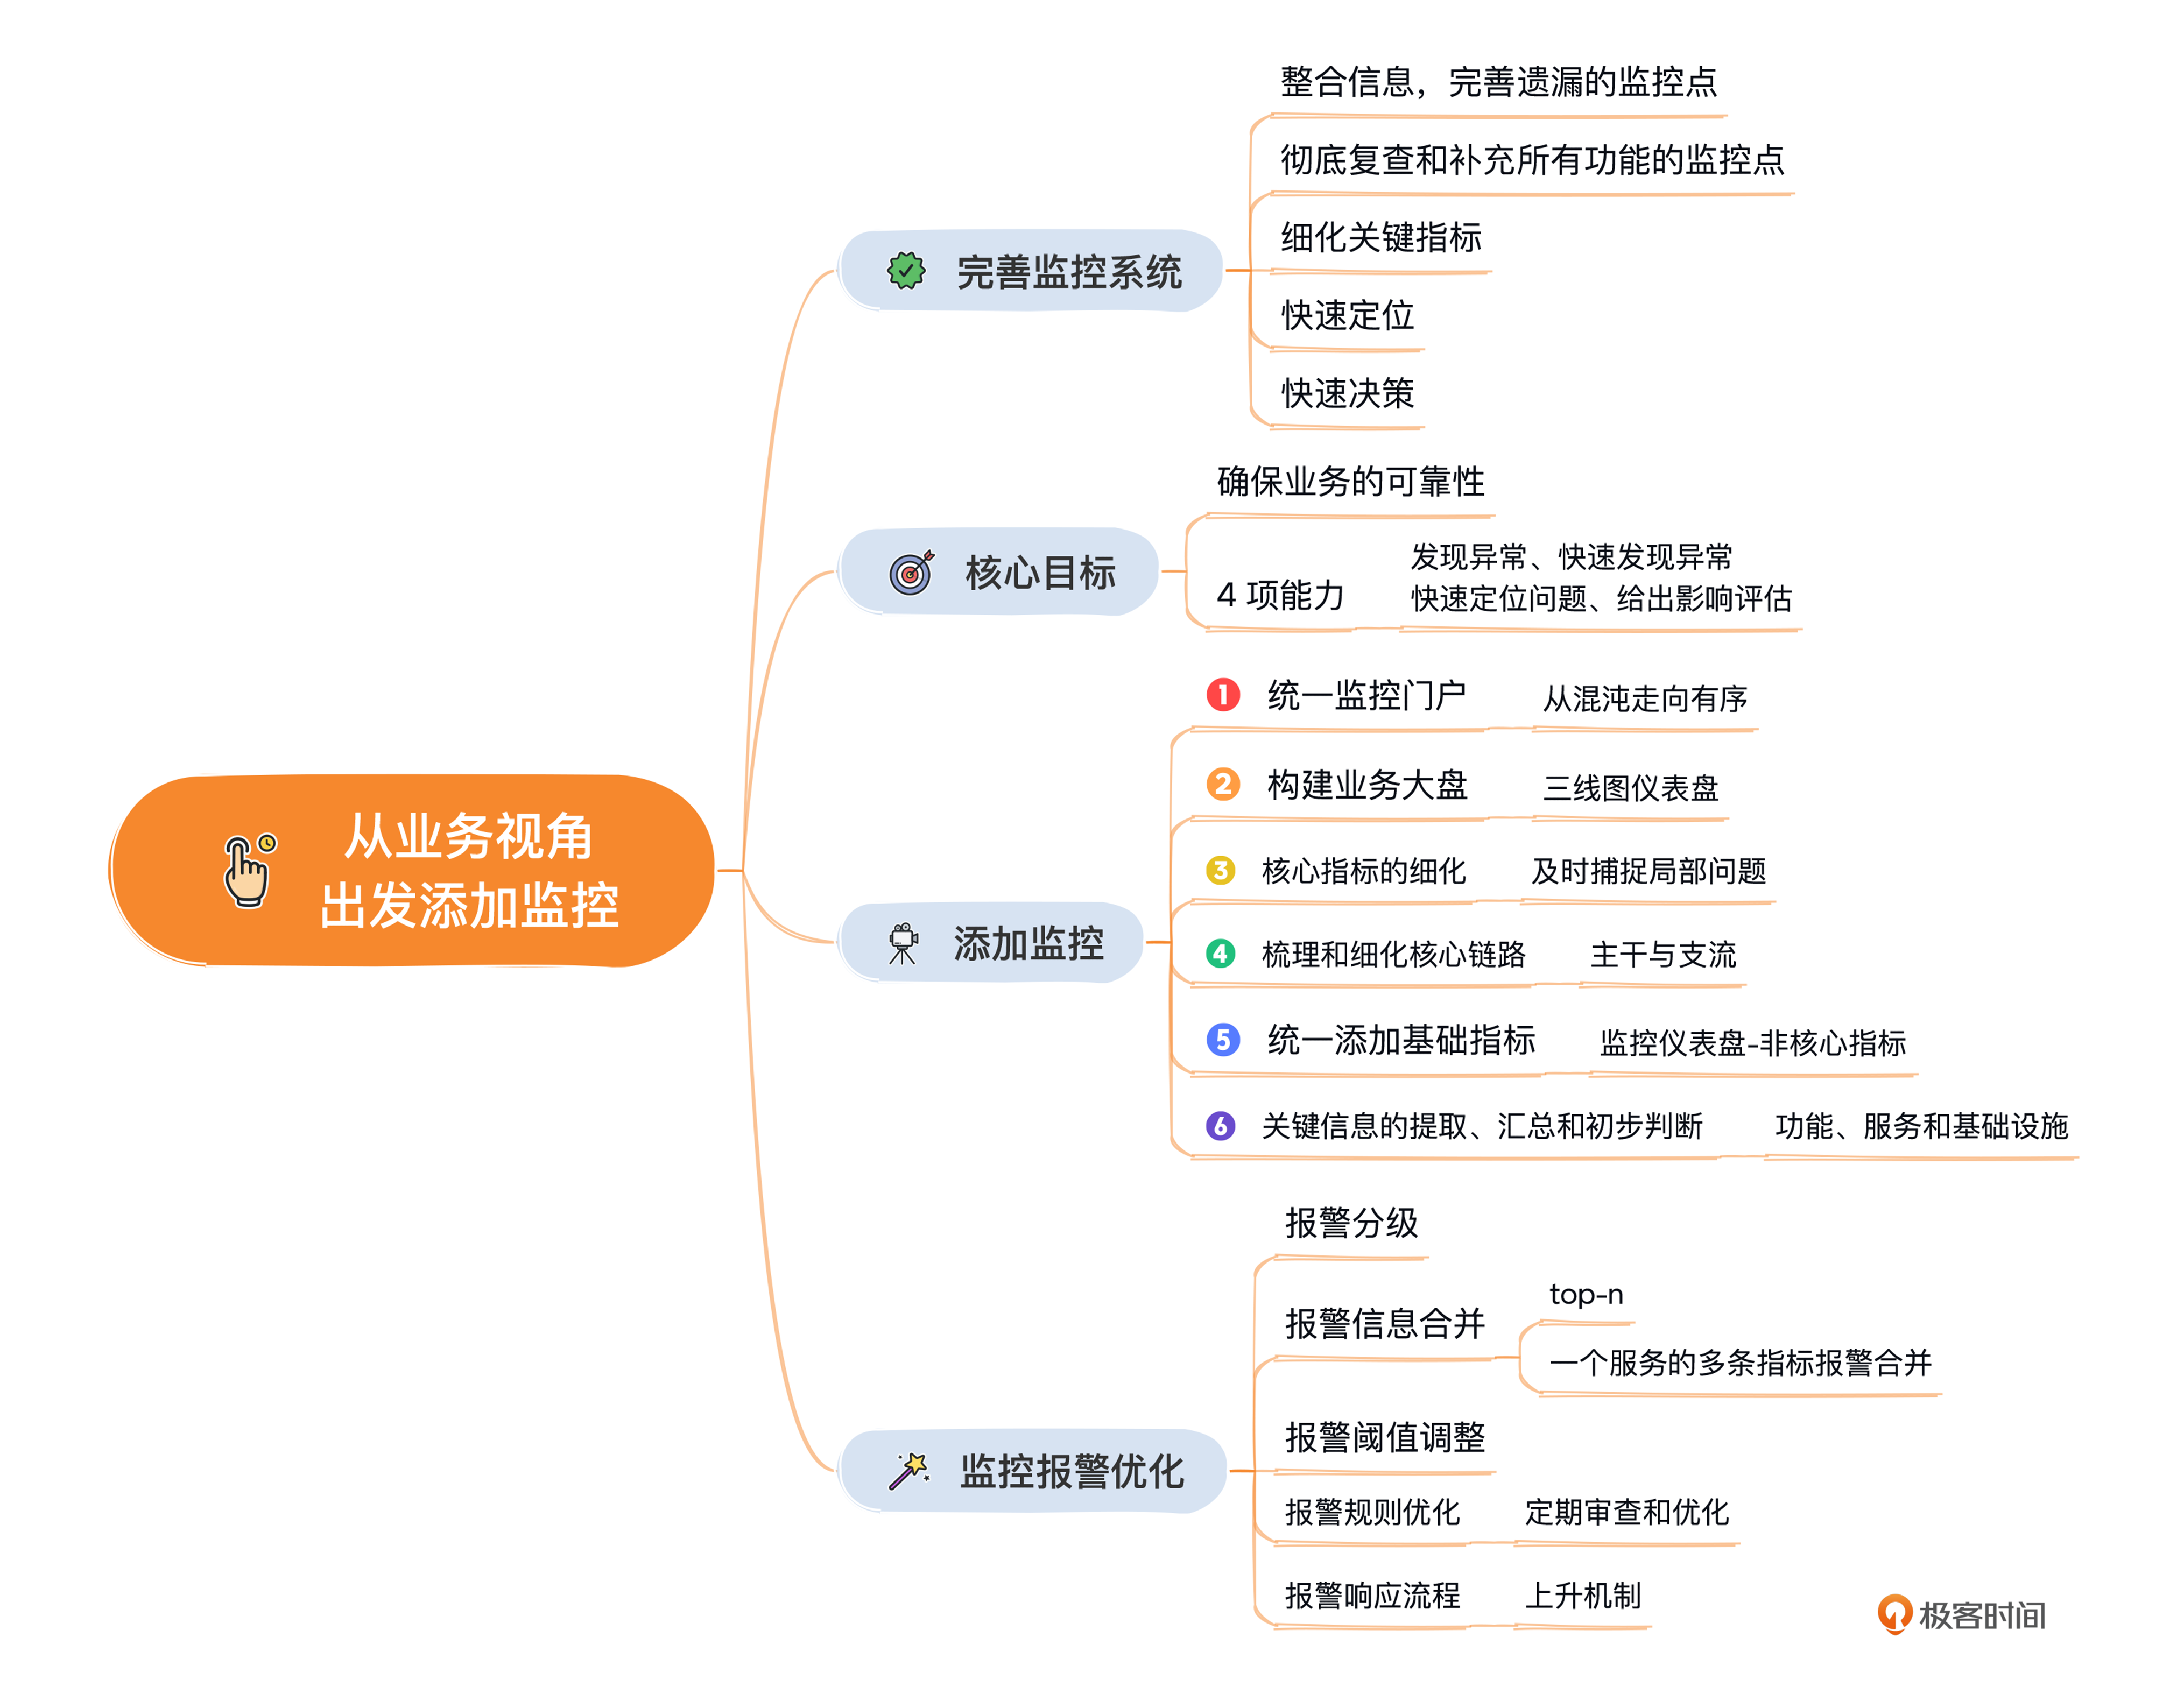 从业务视角
出发添加监控
完善监控系统
整合信息，完善遗漏的监控点
彻底复查和补充所有功能的监控点
细化关键指标
快速定位
快速决策
核心目标
确保业务的可靠性
4 项能力
发现异常、快速发现异常
快速定位问题、给出影响评估
添加监控
1 统一监控门户 从混沌走向有序
2 构建业务大盘 三线图仪表盘
3 核心指标的细化 及时捕捉局部问题
4 梳理和细化核心链路 主干与支流
5 统一添加基础指标 监控仪表盘-非核心指标
6 关键信息的提取、汇总和初步判断 功能、服务和基础设施
监控报警优化
报警分级
报警信息合并
top-n
一个服务的多条指标报警合并
报警阈值调整
报警规则优化 定期审查和优化
报警响应流程 上升机制
极客时间